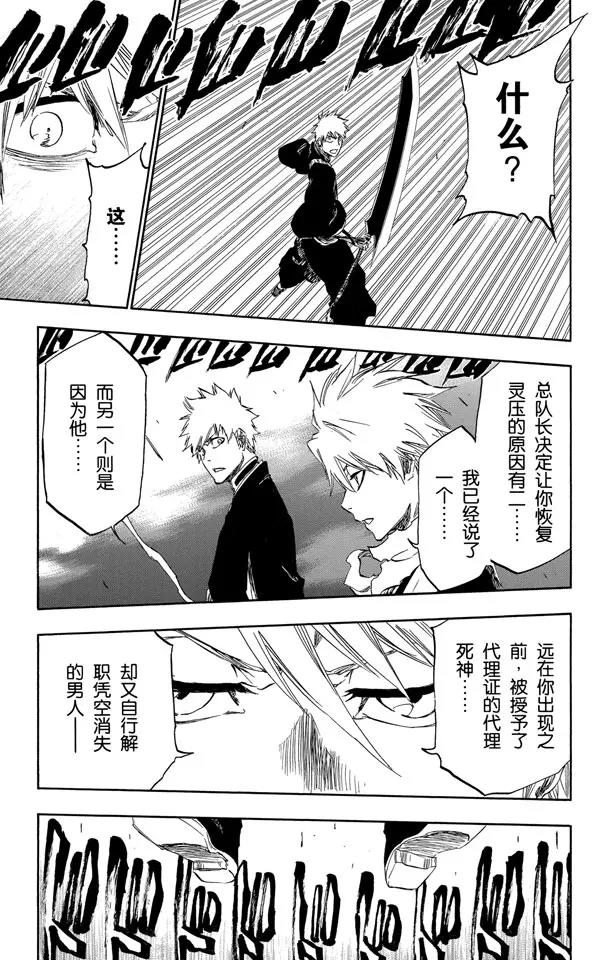 什
么？
这……
总队长决定让你恢复
灵压的原因有二……
我已经说了
一个……
而另一个则是
因为他……
远在你出现之
前，被授予了
代理证的代理
死神……
却又自行解
职凭空消失
的男人——